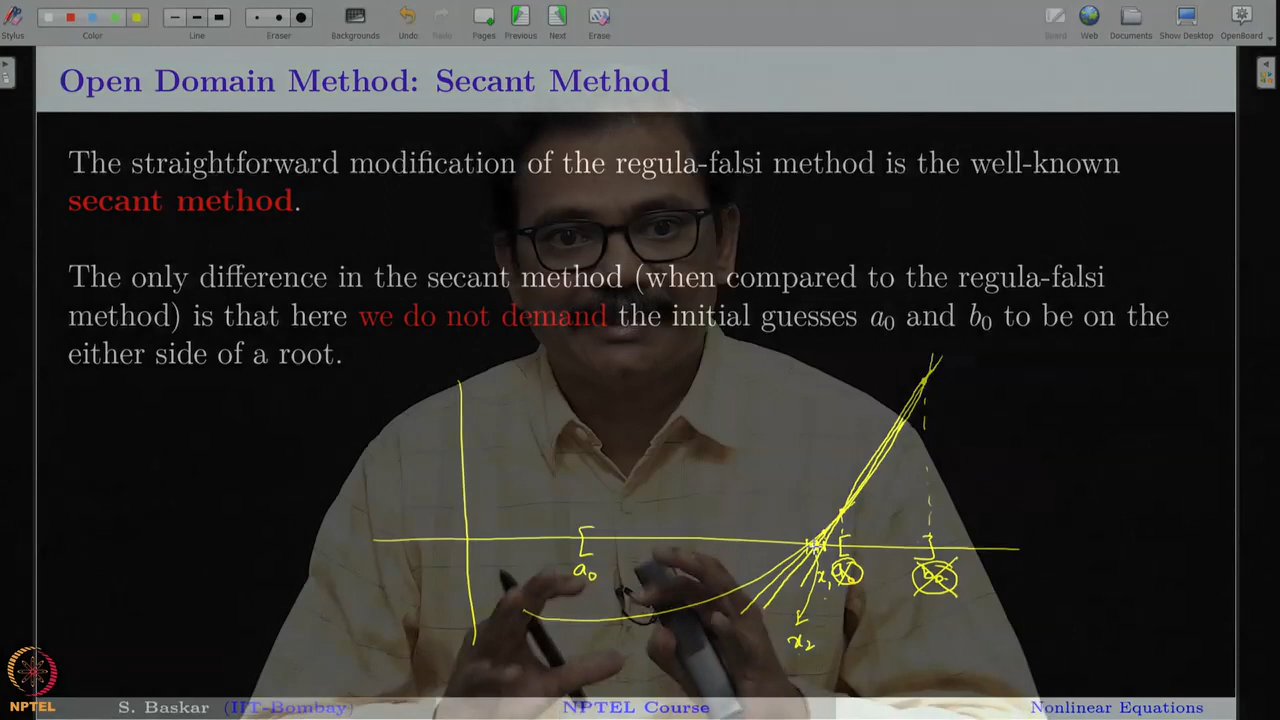 Stylus
Color
Line
Eraser
Backgrounds
Undo
Redo
Pages
Previous
Next
Erase
Board
Web
Documents
Show Desktop
OpenBoard
Open Domain Method: Secant Method
The straightforward modification of the regula-falsi method is the well-known
secant method.
The only difference in the secant method (when compared to the regula-falsi
method) is that here we do not demand the initial guesses a₀ and b₀ to be on the
either side of a root.
a₀
x₁
x₂
NPTEL
S. Baskar (IIT-Bombay)
NPTEL Course
Nonlinear Equations